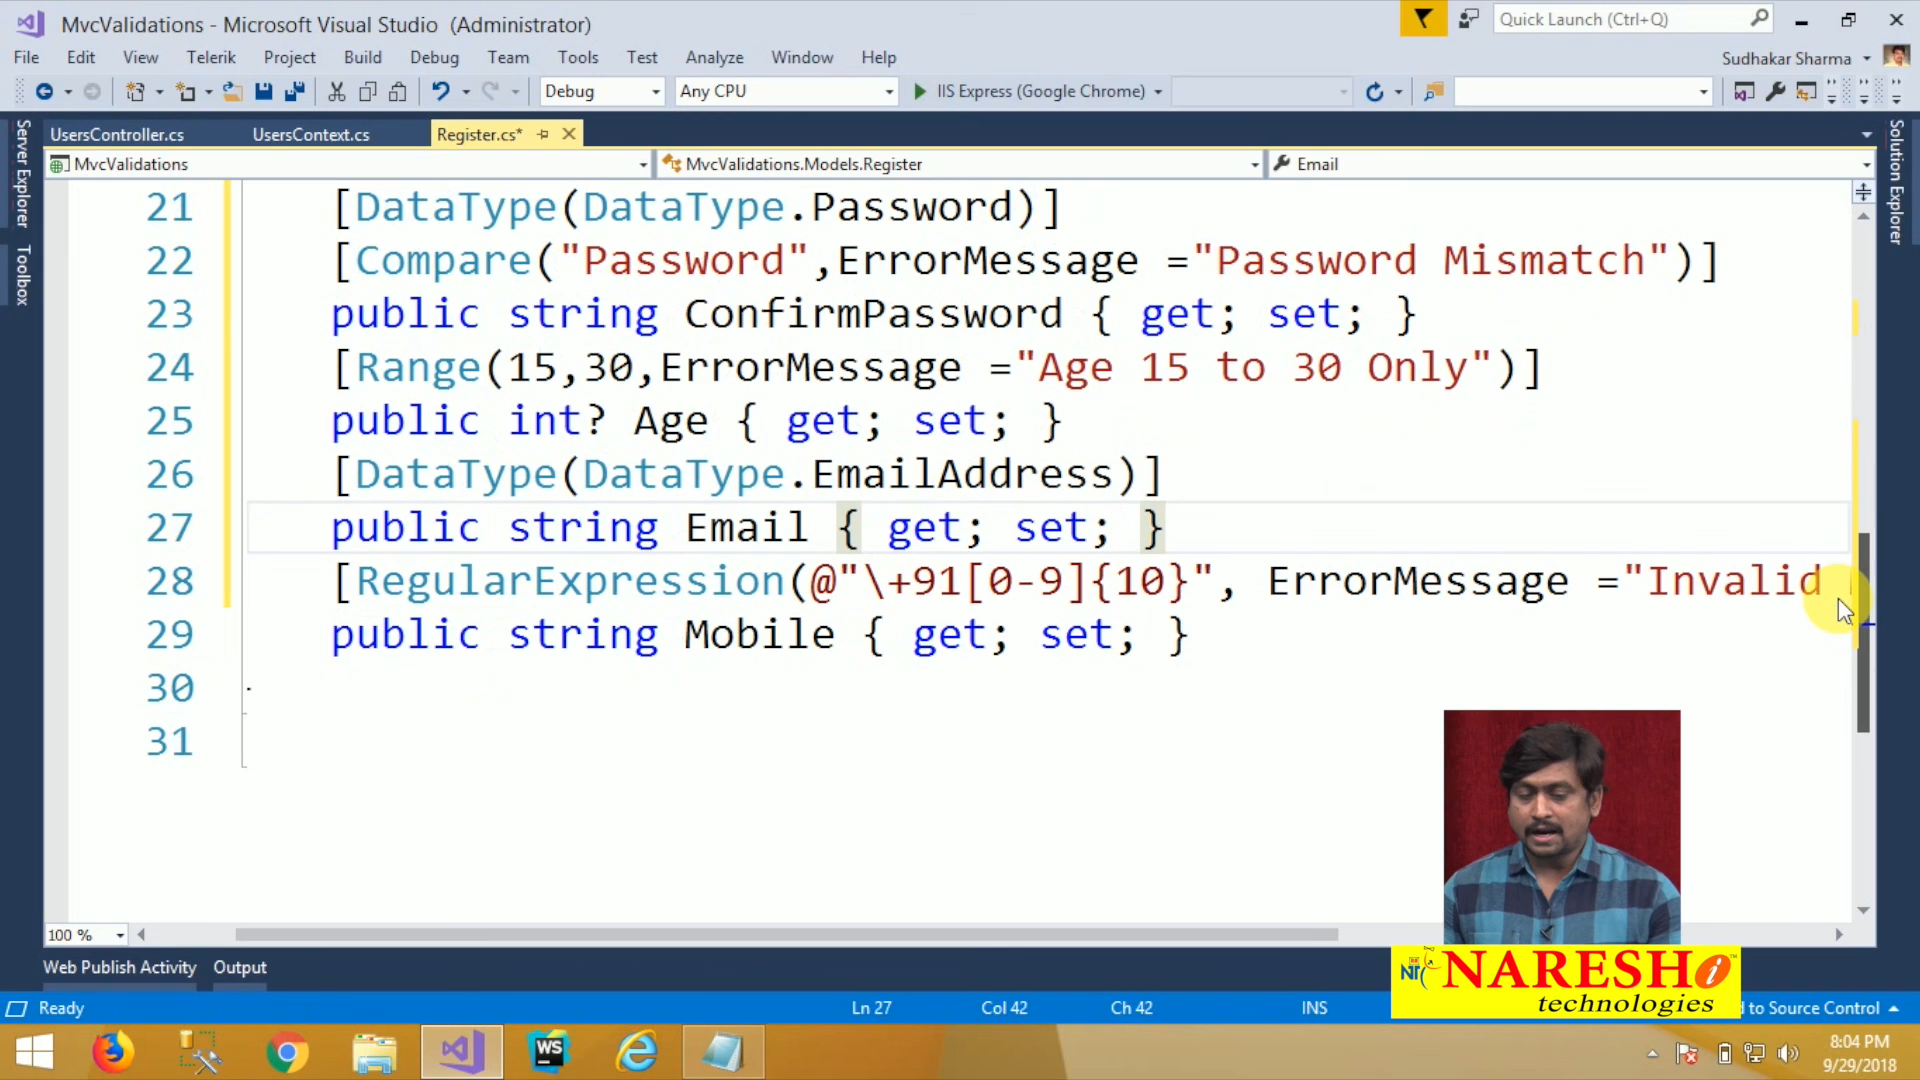 MvcValidations - Microsoft Visual Studio (Administrator)
Quick Launch (Ctrl+Q)
File Edit View Telerik Project Build Debug Team Tools Test Analyze Window Help
Sudhakar Sharma
Debug
Any CPU
IIS Express (Google Chrome)
Server Explorer
Toolbox
Solution Explorer
UsersController.cs
UsersContext.cs
Register.cs*
MvcValidations
MvcValidations.Models.Register
Email
21 [DataType(DataType.Password)]
22 [Compare("Password",ErrorMessage ="Password Mismatch")]
23 public string ConfirmPassword { get; set; }
24 [Range(15,30,ErrorMessage ="Age 15 to 30 Only")]
25 public int? Age { get; set; }
26 [DataType(DataType.EmailAddress)]
27 public string Email { get; set; }
28 [RegularExpression(@"\+91[0-9]{10}", ErrorMessage ="Invalid
29 public string Mobile { get; set; }
30
31
100 %
Web Publish Activity Output
Ready
Ln 27
Col 42
Ch 42
INS
d to Source Control
NARESH i
technologies
WS
8:04 PM
9/29/2018